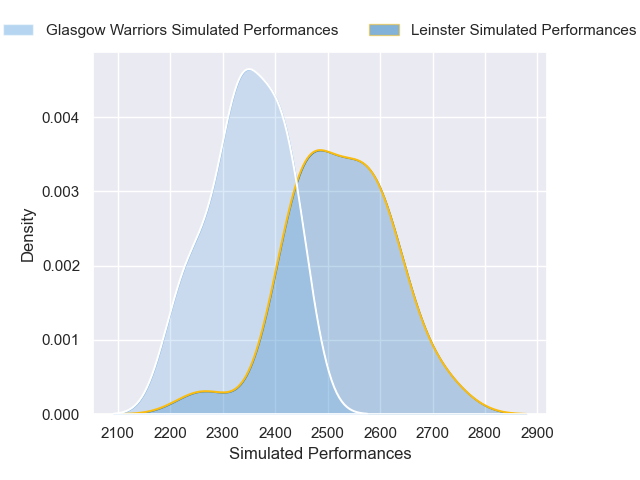 Glasgow Warriors Simulated Performances
Leinster Simulated Performances
0.004
0.003
0.002
0.001
0.000
Density
2100 2200 2300 2400 2500 2600 2700 2800 2900
Simulated Performances